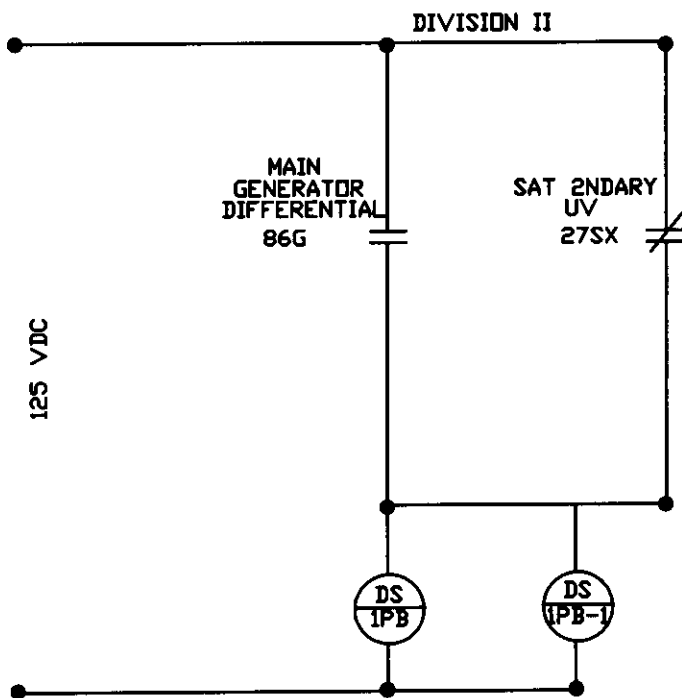 DIVISION II
MAIN
GENERATOR
DIFFERENTIAL
86G
SAT 2NDARY
UV
27SX
125 VDC
DS
1PB
DS
1PB-1